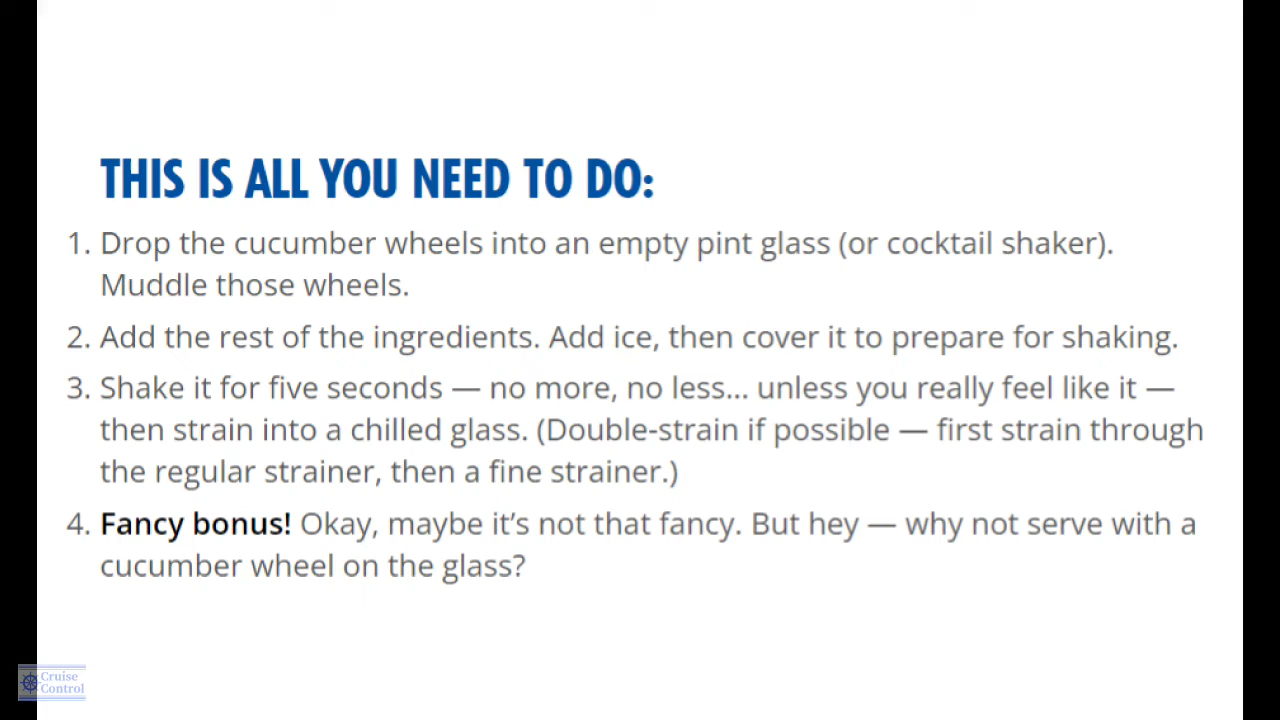 THIS IS ALL YOU NEED TO DO:
1. Drop the cucumber wheels into an empty pint glass (or cocktail shaker).
Muddle those wheels.
2. Add the rest of the ingredients. Add ice, then cover it to prepare for shaking.
3. Shake it for five seconds — no more, no less... unless you really feel like it —
then strain into a chilled glass. (Double-strain if possible — first strain through
the regular strainer, then a fine strainer.)
4. Fancy bonus! Okay, maybe it’s not that fancy. But hey — why not serve with a
cucumber wheel on the glass?
Cruise
Control